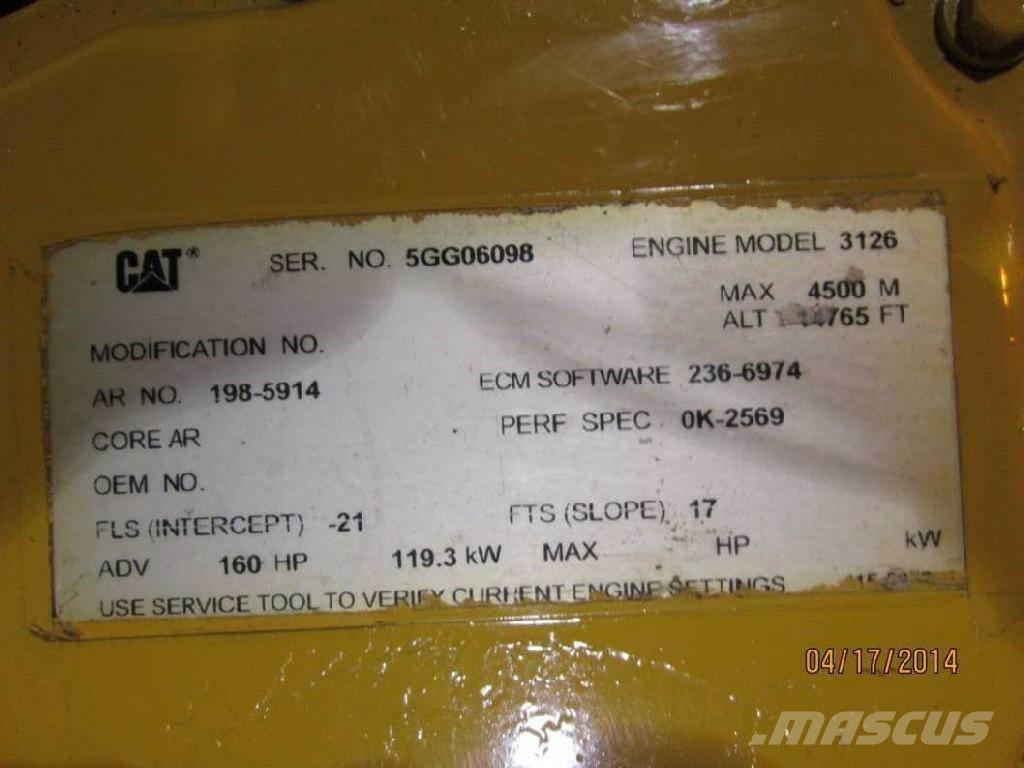 CAT® SER. NO. 5GG06098 ENGINE MODEL 3126
MAX 4500 M
ALT 14765 FT
MODIFICATION NO.
AR NO. 198-5914 ECM SOFTWARE 236-6974
CORE AR PERF SPEC 0K-2569
OEM NO.
FLS (INTERCEPT) -21 FTS (SLOPE) 17
ADV 160 HP 119.3 kW MAX HP kW
USE SERVICE TOOL TO VERIFY CURRENT ENGINE SETTINGS
04/17/2014
MASCUS